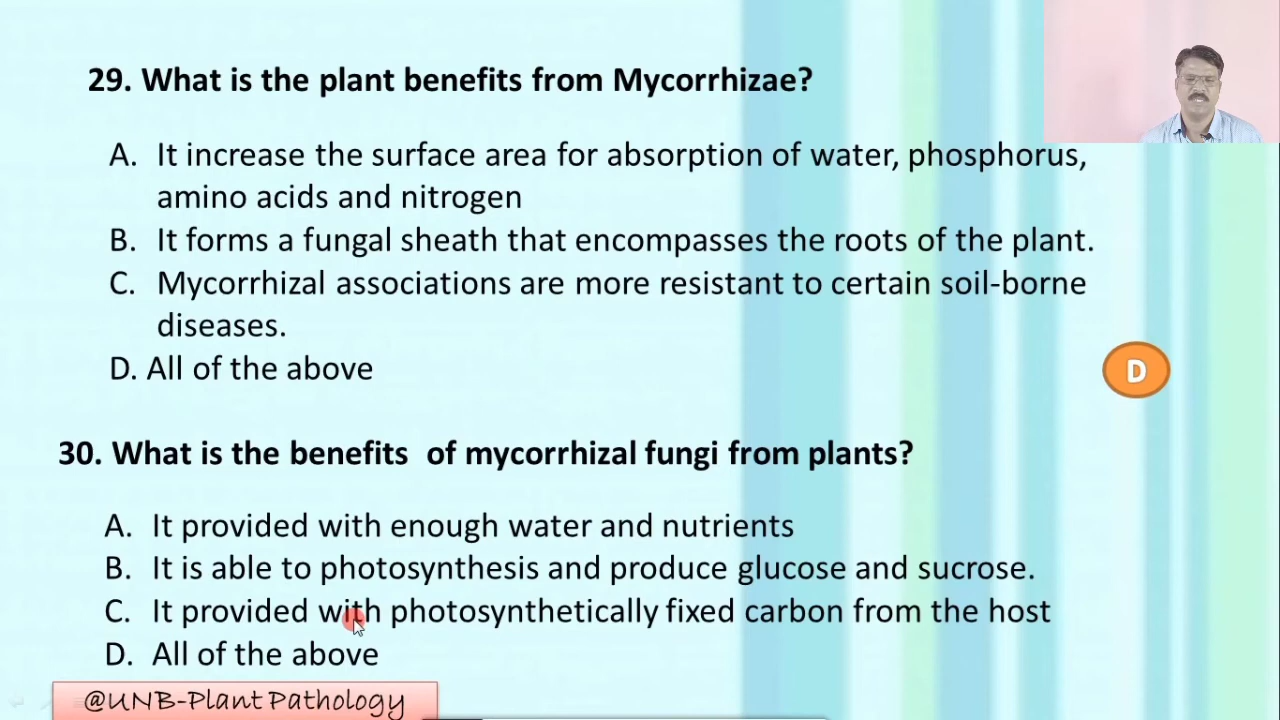 29. What is the plant benefits from Mycorrhizae?
A. It increase the surface area for absorption of water, phosphorus,
amino acids and nitrogen
B. It forms a fungal sheath that encompasses the roots of the plant.
C. Mycorrhizal associations are more resistant to certain soil-borne
diseases.
D. All of the above
D
30. What is the benefits of mycorrhizal fungi from plants?
A. It provided with enough water and nutrients
B. It is able to photosynthesis and produce glucose and sucrose.
C. It provided with photosynthetically fixed carbon from the host
D. All of the above
@UNB-Plant Pathology